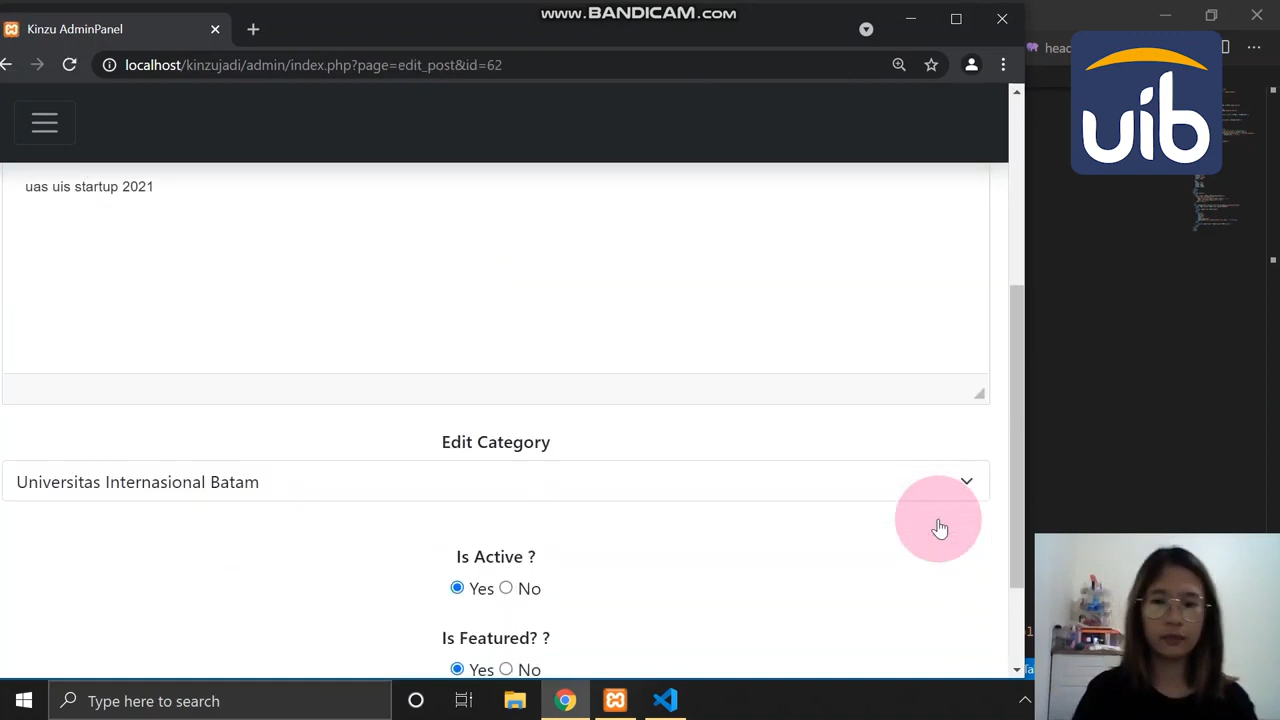 www.BANDICAM.com
Kinzu AdminPanel
head
localhost/kinzujadi/admin/index.php?page=edit_post&id=62
uib
uas uis startup 2021
Edit Category
Universitas Internasional Batam
Is Active ?
Yes No
Is Featured? ?
Yes No
Type here to search